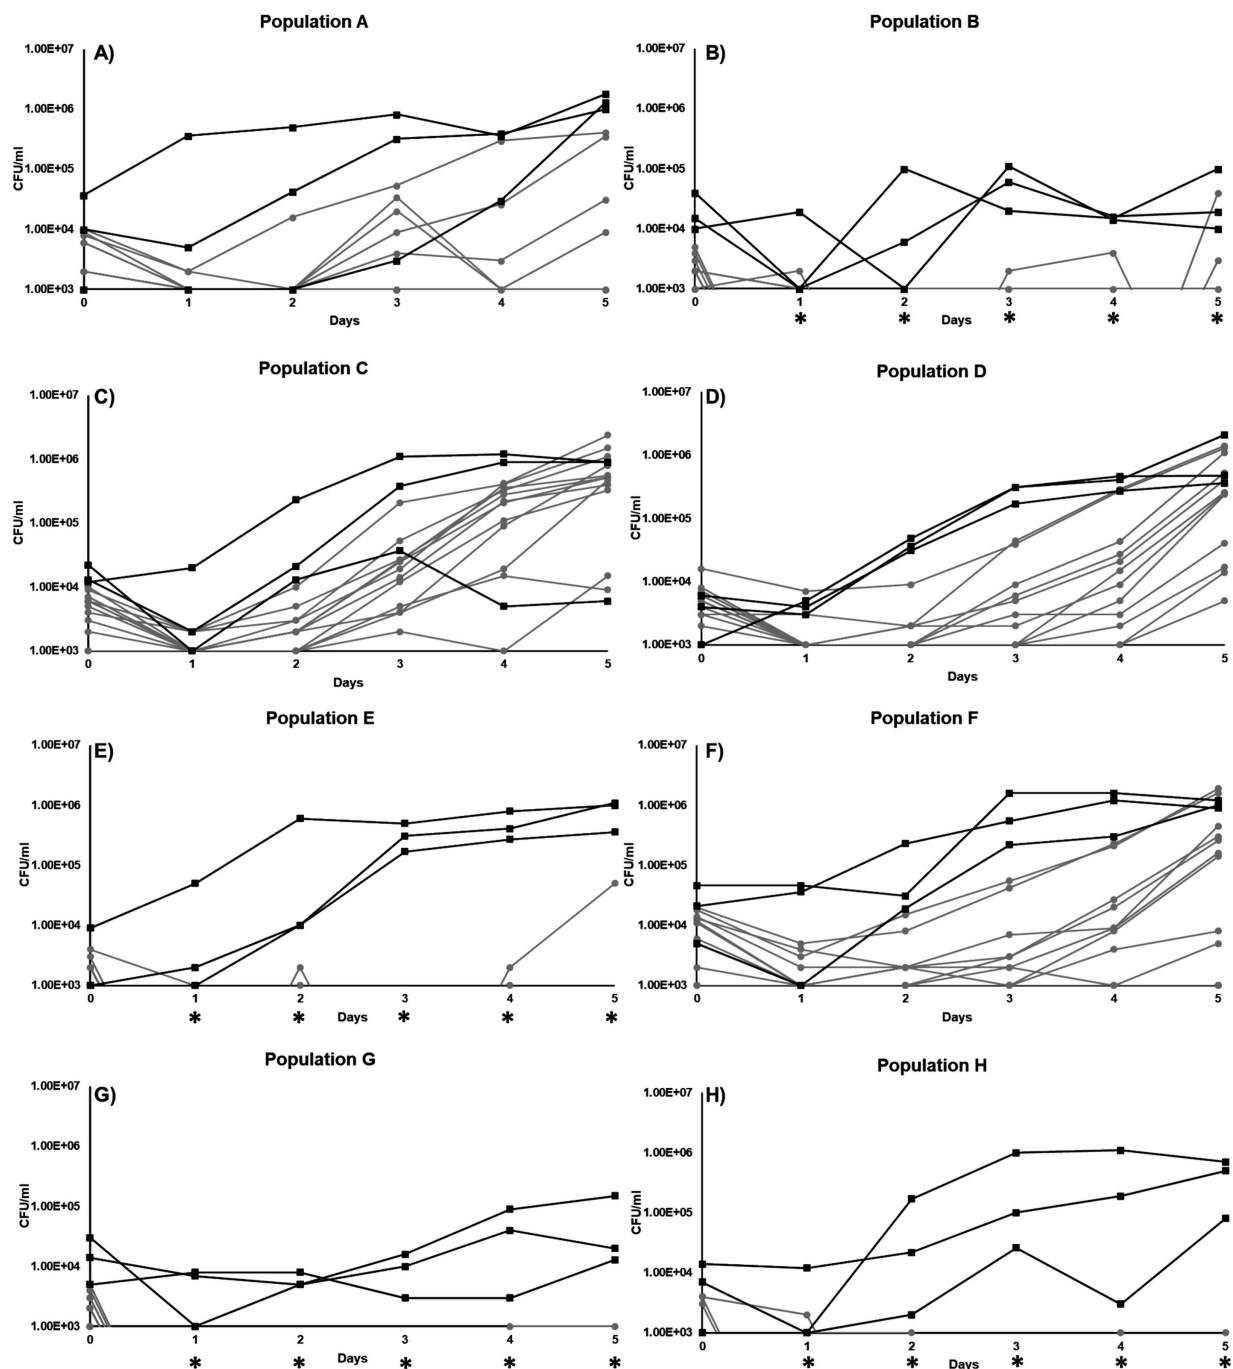 Population A
A)
1.00E+07
1.00E+06
1.00E+05
1.00E+04
1.00E+03
CFU/ml
0 1 2 3 4 5
Days
Population B
B)
1.00E+07
1.00E+06
1.00E+05
1.00E+04
1.00E+03
CFU/ml
0 1 2 3 4 5
* * Days * * *
Population C
C)
1.00E+07
1.00E+06
1.00E+05
1.00E+04
1.00E+03
CFU/ml
0 1 2 3 4 5
Days
Population D
D)
1.00E+07
1.00E+06
1.00E+05
1.00E+04
1.00E+03
CFU/ml
0 1 2 3 4 5
Days
Population E
E)
1.00E+07
1.00E+06
1.00E+05
1.00E+04
1.00E+03
CFU/ml
0 1 2 3 4 5
* * Days * * *
Population F
F)
1.00E+07
1.00E+06
1.00E+05
1.00E+04
1.00E+03
CFU/ml
0 1 2 3 4 5
Days
Population G
G)
1.00E+07
1.00E+06
1.00E+05
1.00E+04
1.00E+03
CFU/ml
0 1 2 3 4 5
* * Days * * *
Population H
H)
1.00E+07
1.00E+06
1.00E+05
1.00E+04
1.00E+03
CFU/ml
0 1 2 3 4 5
* * Days * * *